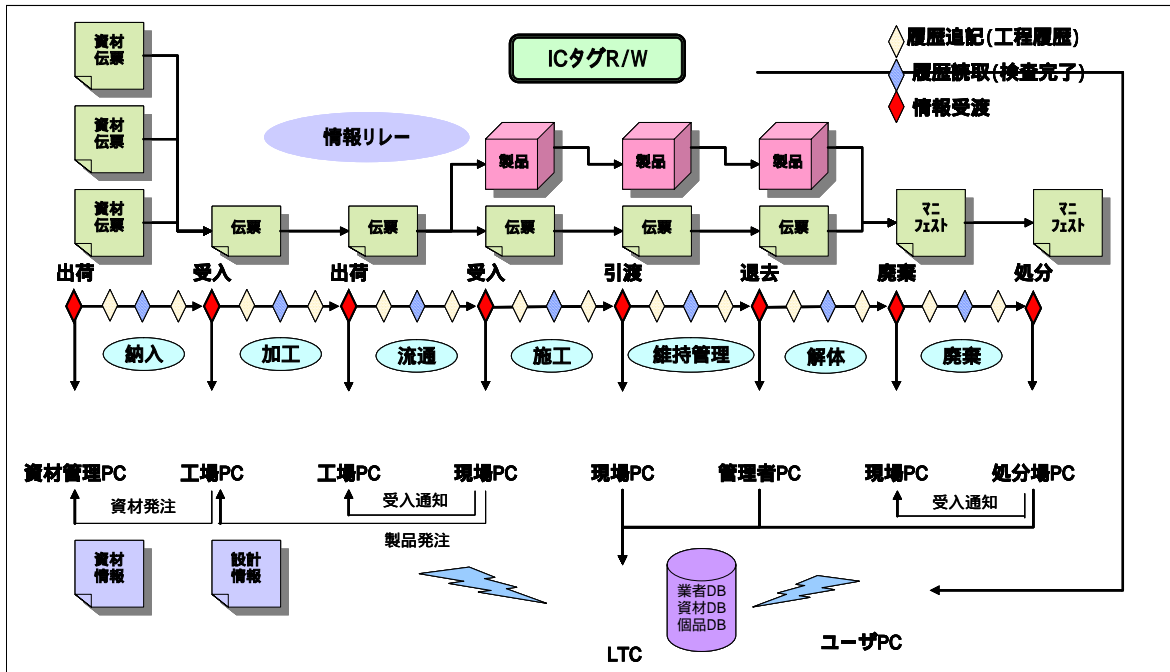 資材
伝票
ICタグR/W
履歴追記(工程履歴)
履歴読取(検査完了)
情報受渡
資材
伝票
情報リレー
製品
製品
製品
資材
伝票
伝票
伝票
伝票
伝票
伝票
マニ
フェスト
マニ
フェスト
出荷
受入
出荷
受入
引渡
退去
廃棄
処分
納入
加工
流通
施工
維持管理
解体
廃棄
資材管理PC
工場PC
工場PC
現場PC
現場PC
管理者PC
現場PC
処分場PC
資材発注
受入通知
受入通知
製品発注
資材
情報
設計
情報
業者DB
資材DB
個品DB
LTC
ユーザPC